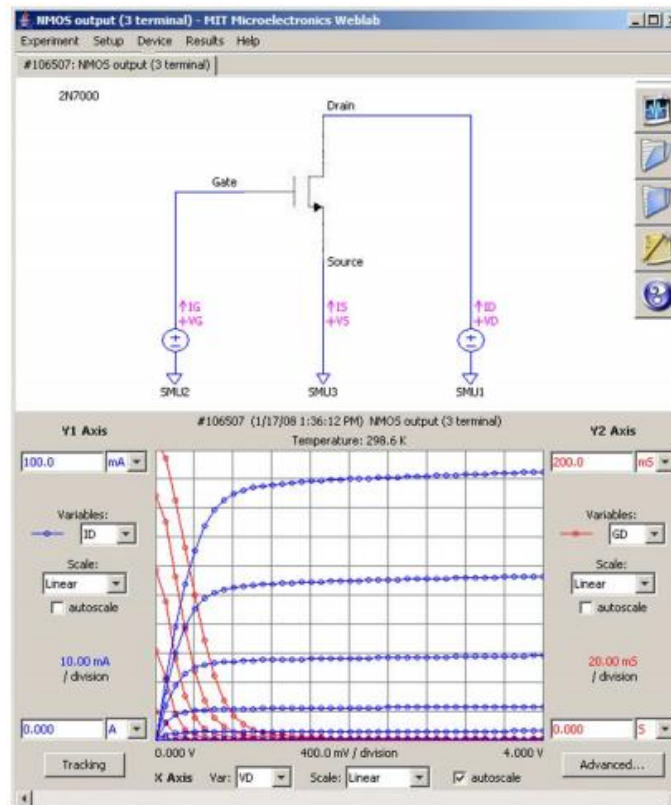 NMOS output (3 terminal) - MIT Microelectronics Weblab
Experiment Setup Device Results Help
#106507: NMOS output (3 terminal)
2N7000
Drain
Gate
Source
↑IG ↑IS ↑ID
+VG +VS +VD
SMU2 SMU3 SMU1
#106507 (1/17/08 1:36:12 PM) NMOS output (3 terminal)
Y1 Axis Y2 Axis
Temperature: 298.6 K
100.0 mA 200.0 mS
Variables: Variables:
ID GD
Scale: Scale:
Linear Linear
autoscale autoscale
10.00 mA 20.00 mS
/ division / division
0.000 A 0.000 S
0.000 V 400.0 mV / division 4.000 V
Tracking X Axis Var: VD Scale: Linear autoscale Advanced...